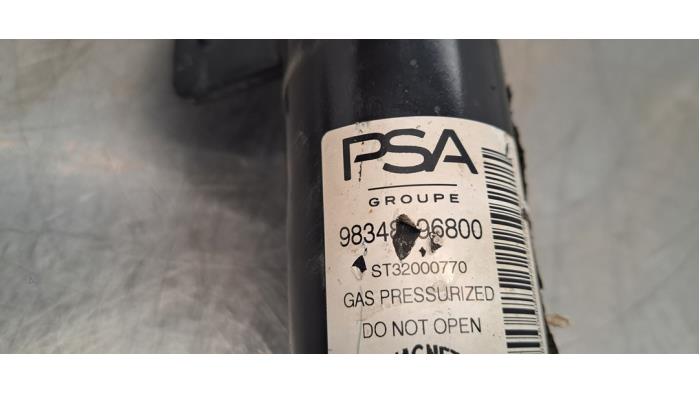 PSA
GROUPE
ST32000770
GAS PRESSURIZED
DO NOT OPEN